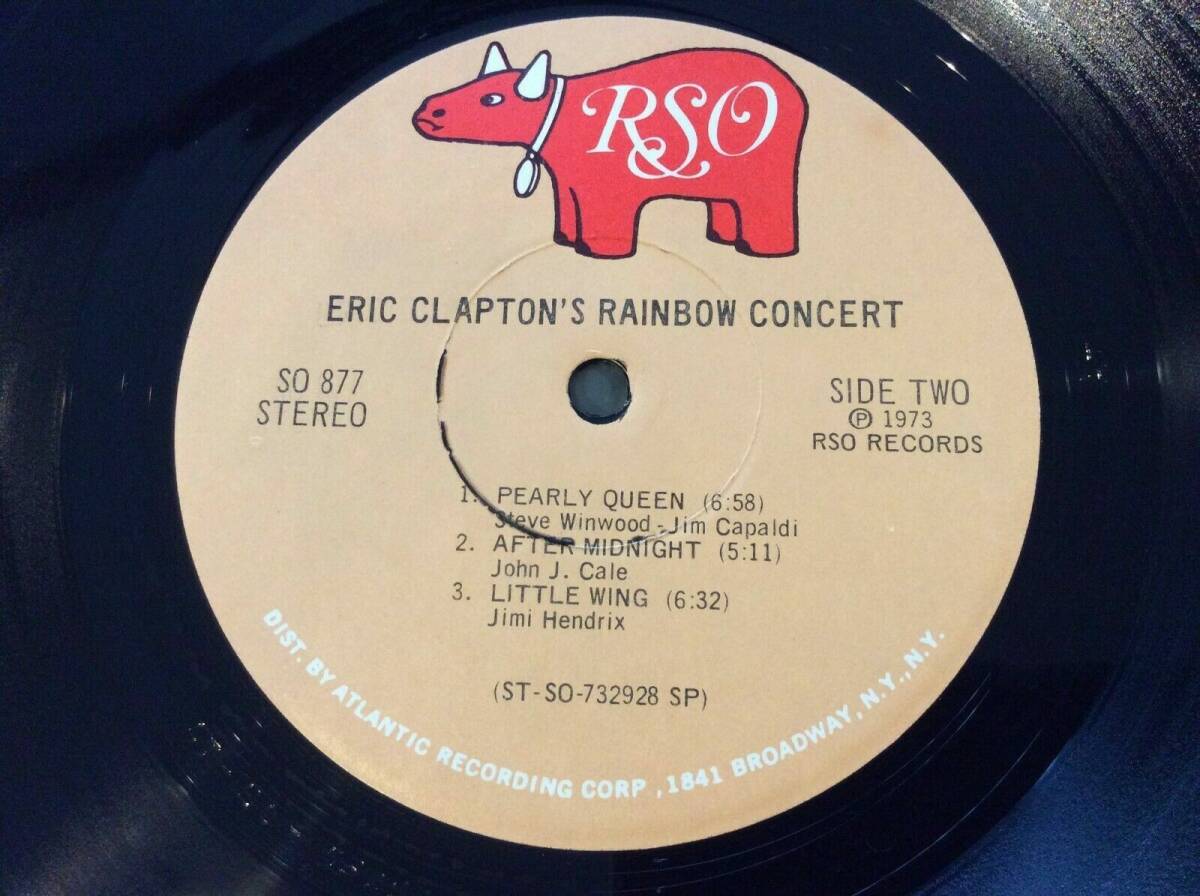 RSO
ERIC CLAPTON'S RAINBOW CONCERT
SO 877
STEREO
SIDE TWO
Ⓟ 1973
RSO RECORDS
1. PEARLY QUEEN (6:58)
Steve Winwood-Jim Capaldi
2. AFTER MIDNIGHT (5:11)
John J. Cale
3. LITTLE WING (6:32)
Jimi Hendrix
(ST-SO-732928 SP)
DIST. BY ATLANTIC RECORDING CORP., 1841 BROADWAY, N.Y., N.Y.